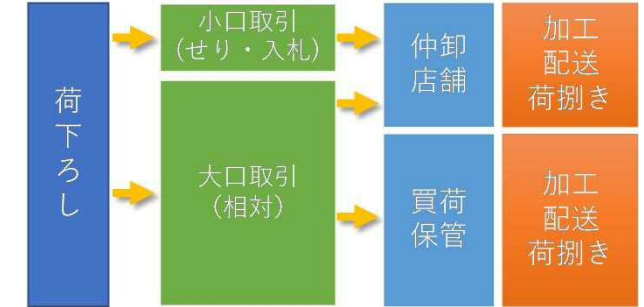 荷下ろし
小口取引
(せり・入札)
大口取引
(相対)
仲卸
店舗
買荷
保管
加工
配送
荷捌き
加工
配送
荷捌き